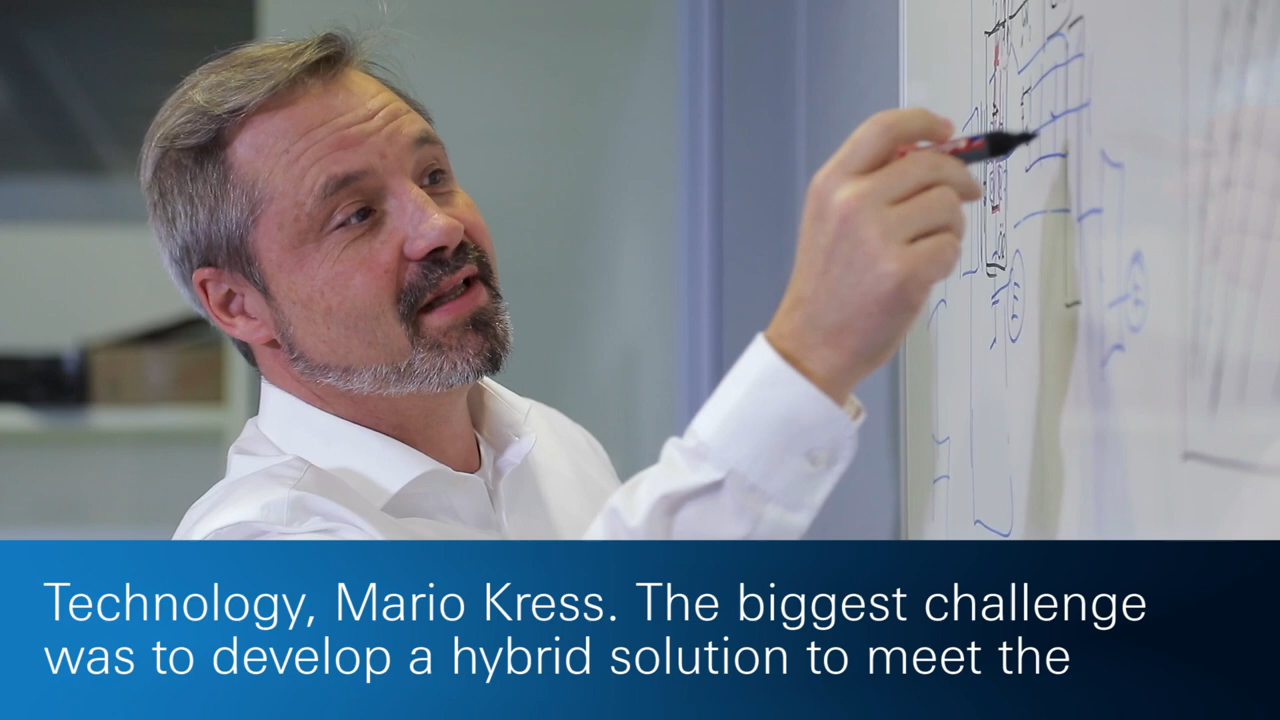 Technology, Mario Kress. The biggest challenge
was to develop a hybrid solution to meet the